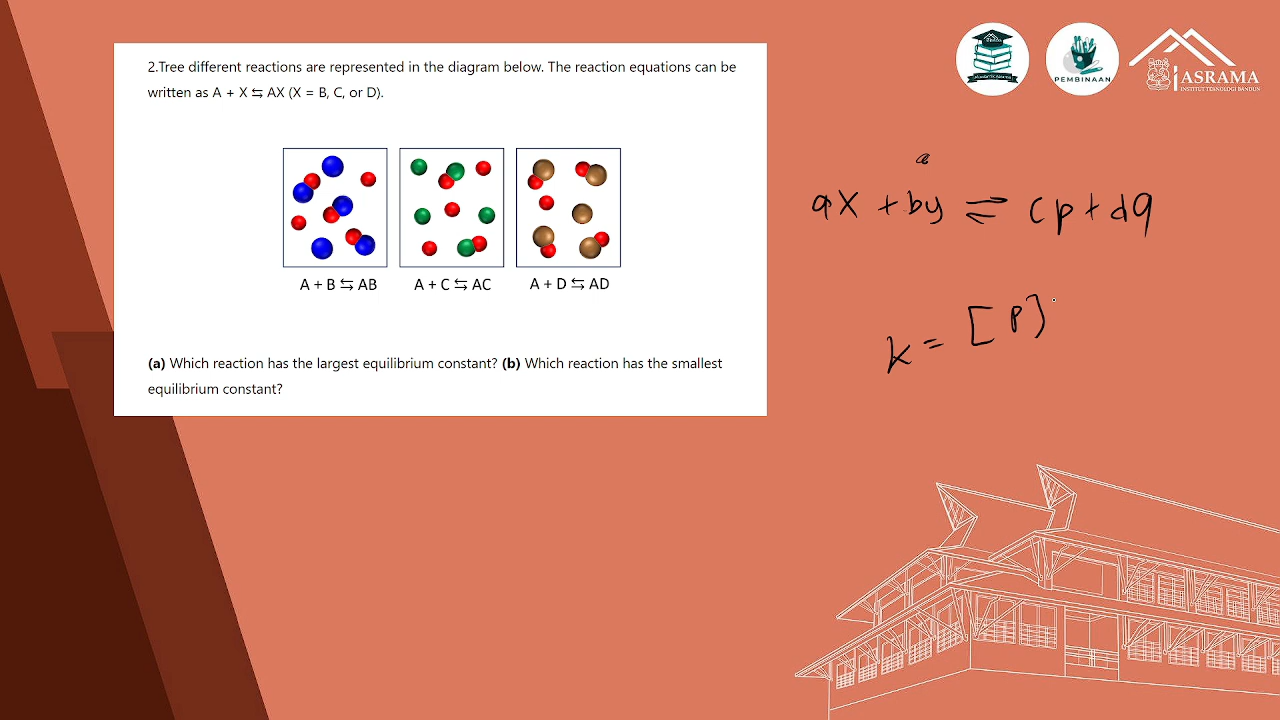 2.Tree different reactions are represented in the diagram below. The reaction equations can be
written as A + X ⇆ AX (X = B, C, or D).
A + B ⇆ AB
A + C ⇆ AC
A + D ⇆ AD
(a) Which reaction has the largest equilibrium constant? (b) Which reaction has the smallest
equilibrium constant?
PEMBINAAN
ASRAMA
a
aX + by ⇌ cp + dq
k = [p]